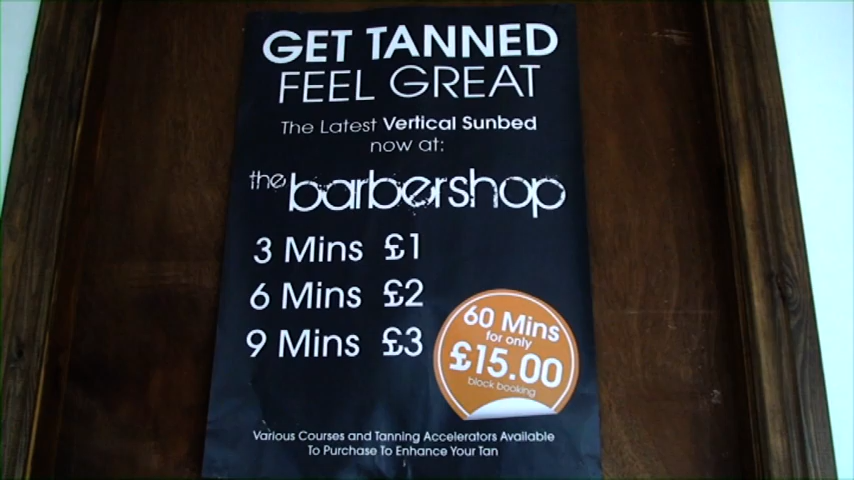 GET TANNED
FEEL GREAT
The Latest Vertical Sunbed
now at:
the barbershop
3 Mins £1
6 Mins £2
9 Mins £3
60 Mins
for only
£15.00
block booking
Various Courses and Tanning Accelerators Available
To Purchase To Enhance Your Tan